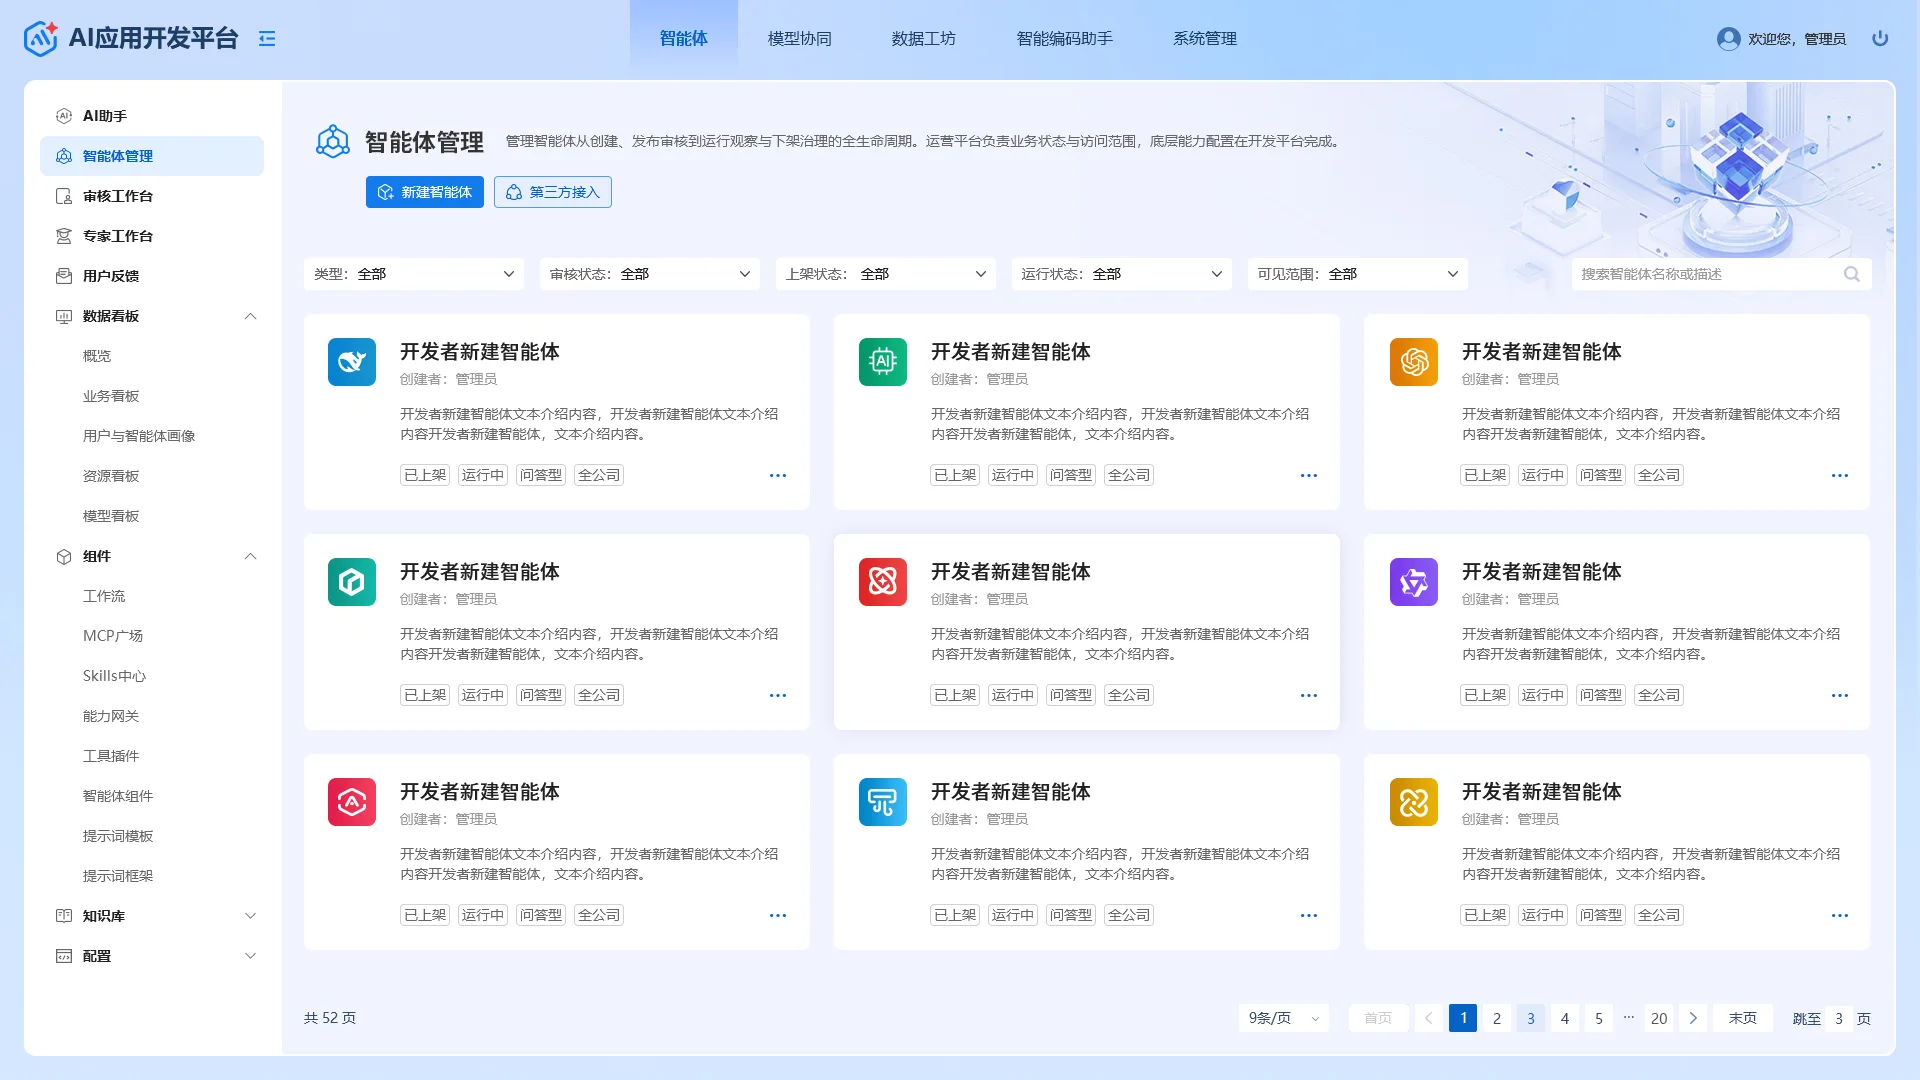 AI应用开发平台
智能体
模型协同
数据工坊
智能编码助手
系统管理
欢迎您，管理员
AI助手
智能体管理
审核工作台
专家工作台
用户反馈
数据看板
概览
业务看板
用户与智能体画像
资源看板
模型看板
组件
工作流
MCP广场
Skills中心
能力网关
工具插件
智能体组件
提示词模板
提示词框架
知识库
配置
智能体管理
管理智能体从创建、发布审核到运行观察与下架治理的全生命周期。运营平台负责业务状态与访问范围，底层能力配置在开发平台完成。
新建智能体
第三方接入
类型：全部
审核状态：全部
上架状态：全部
运行状态：全部
可见范围：全部
搜索智能体名称或描述
开发者新建智能体
创建者：管理员
开发者新建智能体文本介绍内容，开发者新建智能体文本介绍
内容开发者新建智能体，文本介绍内容。
已上架 运行中 问答型 全公司
AI
开发者新建智能体
创建者：管理员
开发者新建智能体文本介绍内容，开发者新建智能体文本介绍
内容开发者新建智能体，文本介绍内容。
已上架 运行中 问答型 全公司
开发者新建智能体
创建者：管理员
开发者新建智能体文本介绍内容，开发者新建智能体文本介绍
内容开发者新建智能体，文本介绍内容。
已上架 运行中 问答型 全公司
开发者新建智能体
创建者：管理员
开发者新建智能体文本介绍内容，开发者新建智能体文本介绍
内容开发者新建智能体，文本介绍内容。
已上架 运行中 问答型 全公司
开发者新建智能体
创建者：管理员
开发者新建智能体文本介绍内容，开发者新建智能体文本介绍
内容开发者新建智能体，文本介绍内容。
已上架 运行中 问答型 全公司
开发者新建智能体
创建者：管理员
开发者新建智能体文本介绍内容，开发者新建智能体文本介绍
内容开发者新建智能体，文本介绍内容。
已上架 运行中 问答型 全公司
开发者新建智能体
创建者：管理员
开发者新建智能体文本介绍内容，开发者新建智能体文本介绍
内容开发者新建智能体，文本介绍内容。
已上架 运行中 问答型 全公司
开发者新建智能体
创建者：管理员
开发者新建智能体文本介绍内容，开发者新建智能体文本介绍
内容开发者新建智能体，文本介绍内容。
已上架 运行中 问答型 全公司
开发者新建智能体
创建者：管理员
开发者新建智能体文本介绍内容，开发者新建智能体文本介绍
内容开发者新建智能体，文本介绍内容。
已上架 运行中 问答型 全公司
共 52 页
9条/页 首页 1 2 3 4 5 ··· 20 末页 跳至 3 页